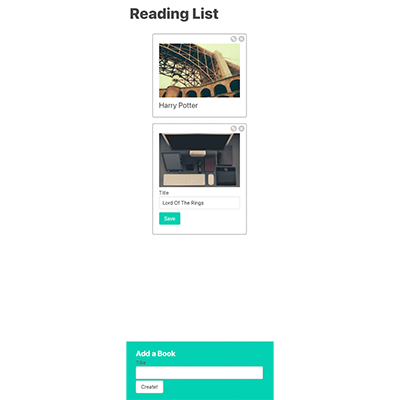 Reading List
Harry Potter
Title
Lord Of The Rings
Save
Add a Book
Title
Create!